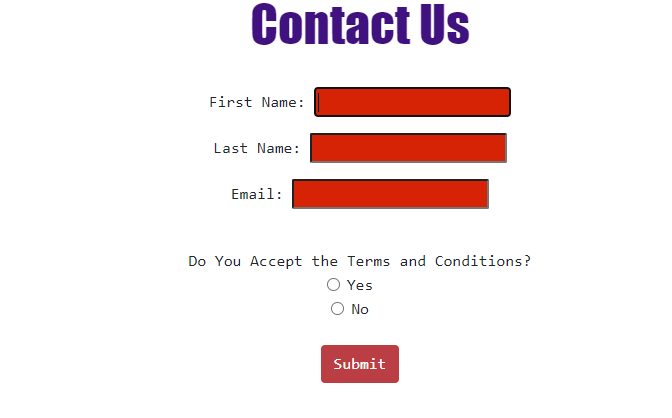 Contact Us
First Name:
Last Name:
Email:
Do You Accept the Terms and Conditions?
Yes
No
Submit